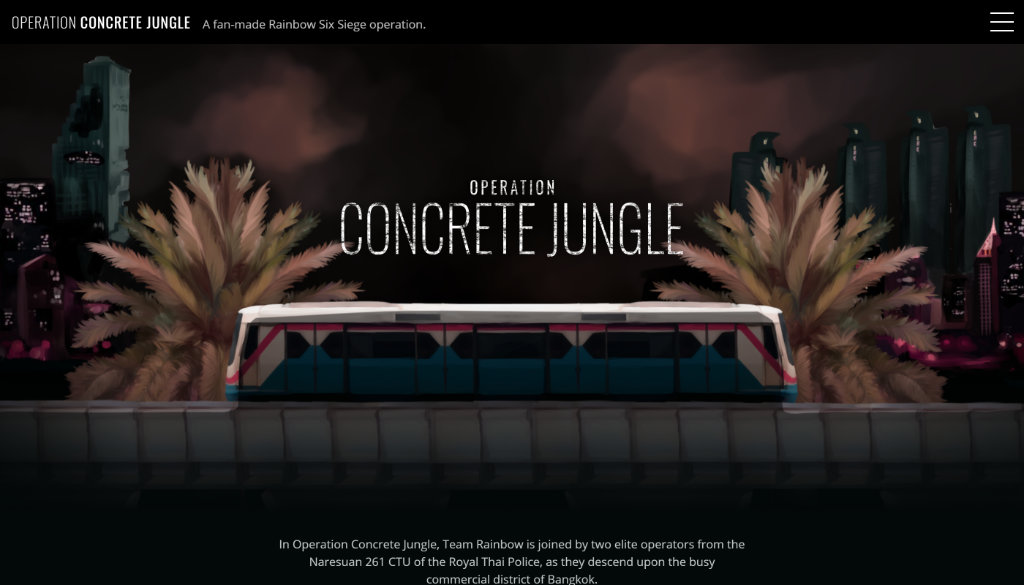 OPERATION CONCRETE JUNGLE A fan-made Rainbow Six Siege operation.
OPERATION
CONCRETE JUNGLE
In Operation Concrete Jungle, Team Rainbow is joined by two elite operators from the
Naresuan 261 CTU of the Royal Thai Police, as they descend upon the busy
commercial district of Bangkok.